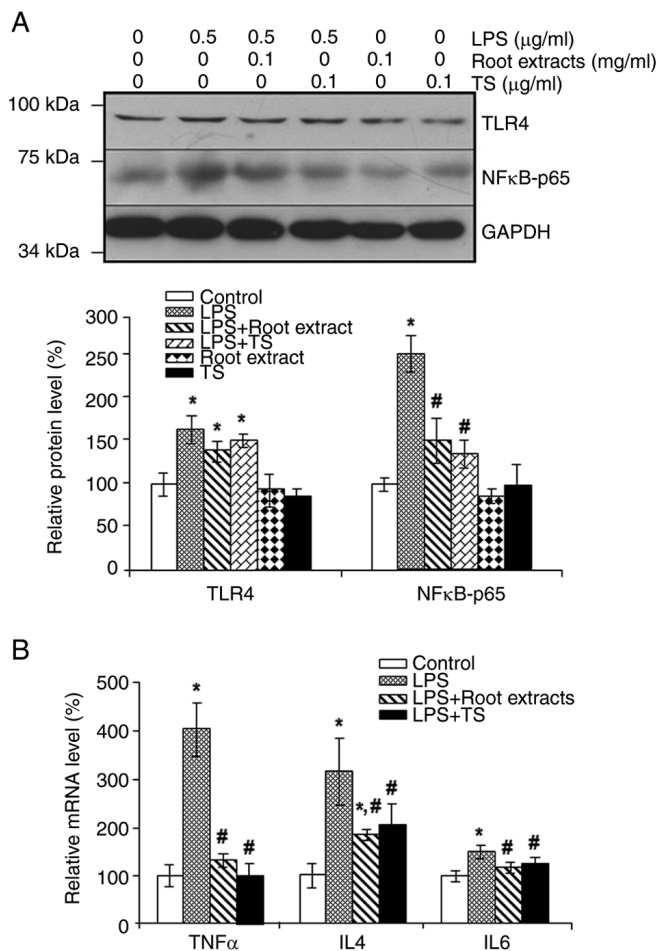 A
0 0.5 0.5 0.5 0 0 LPS (μg/ml)
0 0 0.1 0 0.1 0 Root extracts (mg/ml)
0 0 0 0.1 0 0.1 TS (μg/ml)
100 kDa
TLR4
75 kDa
NFκB-p65
GAPDH
34 kDa
Control
LPS
LPS+Root extract
LPS+TS
Root extract
TS
Relative protein level (%)
300
250
200
150
100
50
0
* * *
* # #
TLR4 NFκB-p65
B
Control
LPS
LPS+Root extracts
LPS+TS
Relative mRNA level (%)
500
400
300
200
100
0
* # #
* *,# #
* # #
TNFα IL4 IL6